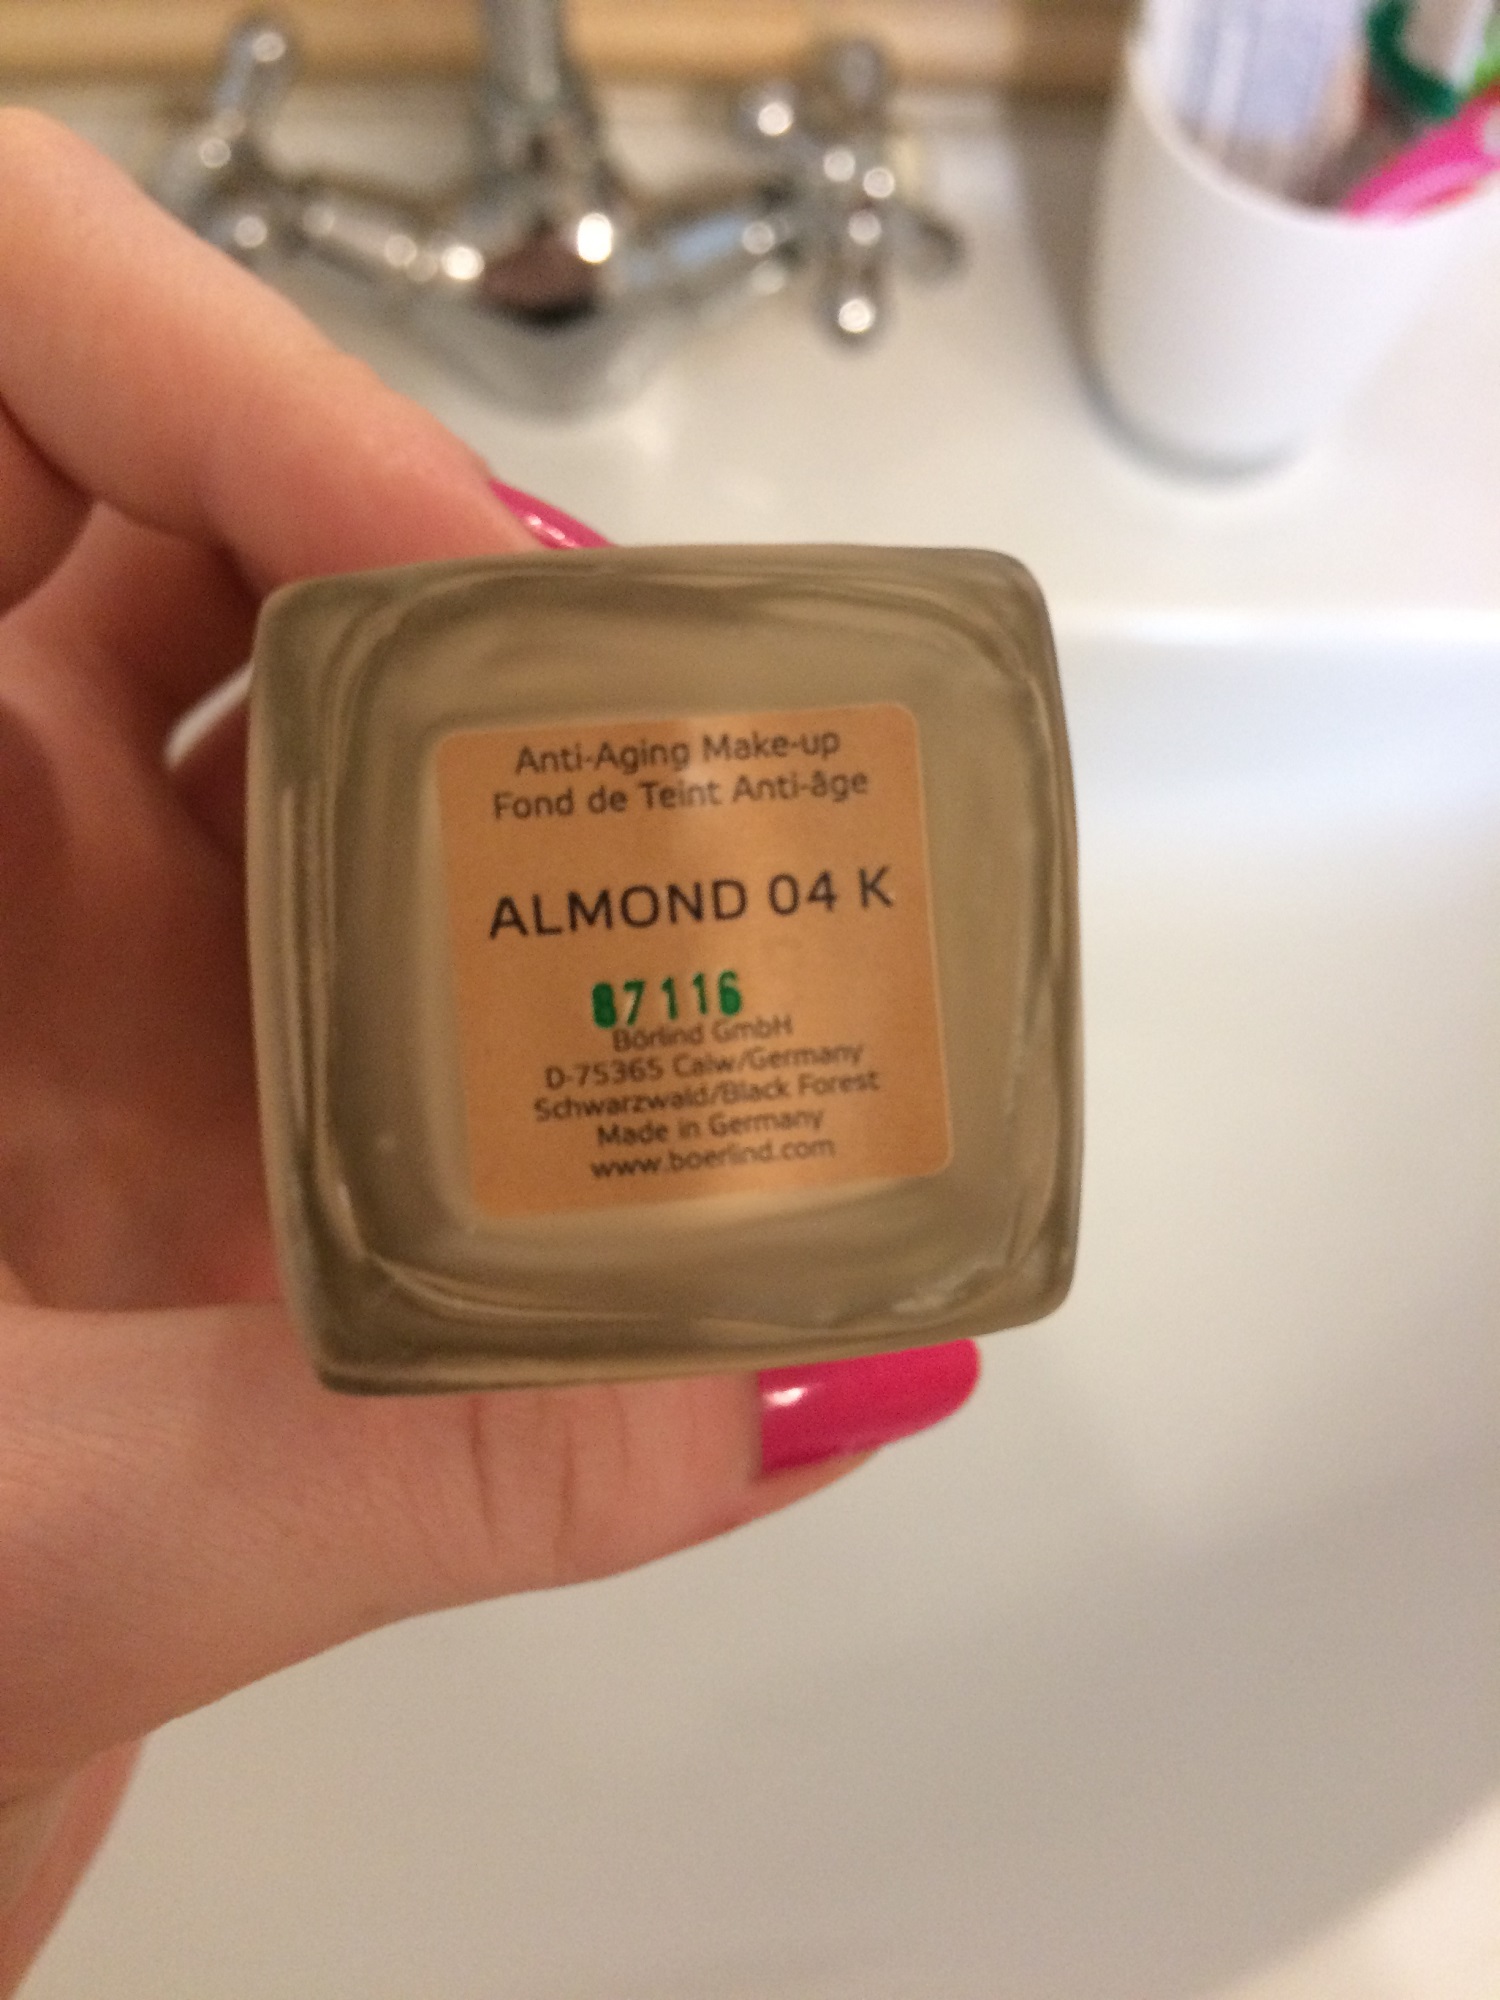 Anti-Aging Make-up
Fond de Teint Anti-âge
ALMOND 04 K
87116
Börlind GmbH
D-75365 Calw/Germany
Schwarzwald/Black Forest
Made in Germany
www.boerlind.com